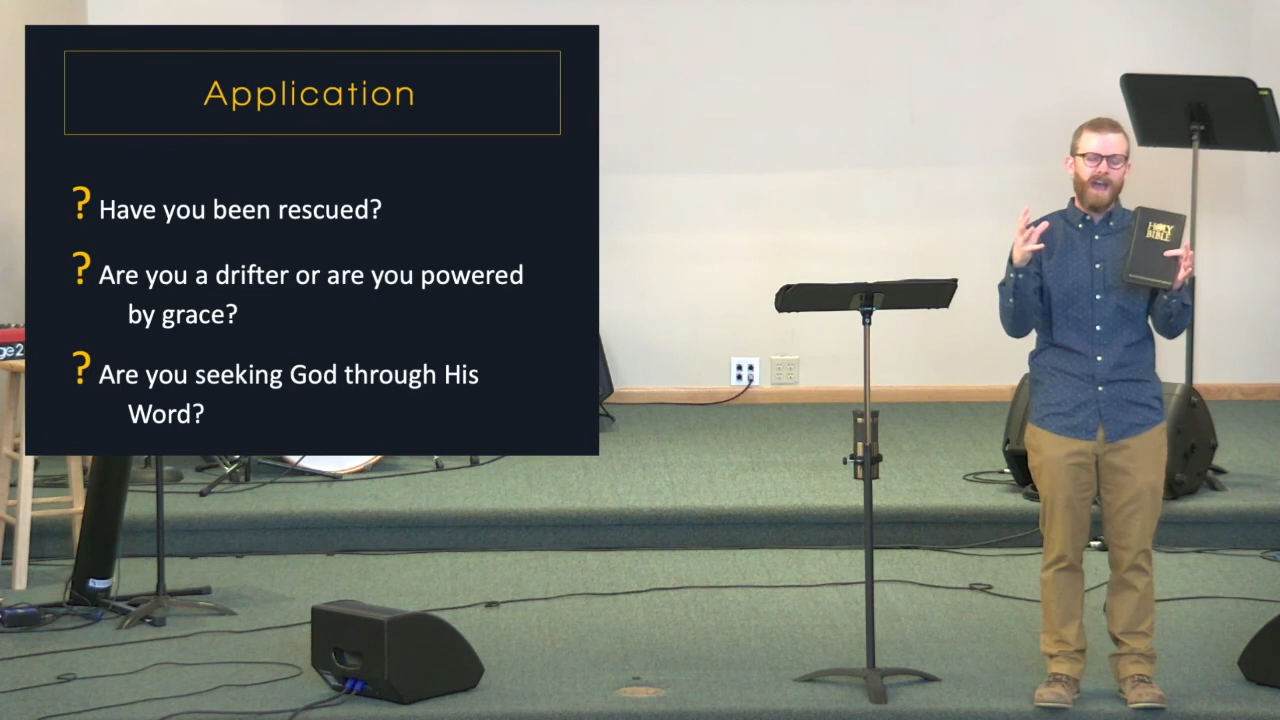 Application
? Have you been rescued?
? Are you a drifter or are you powered
by grace?
? Are you seeking God through His
Word?
HOLY
BIBLE
ge2